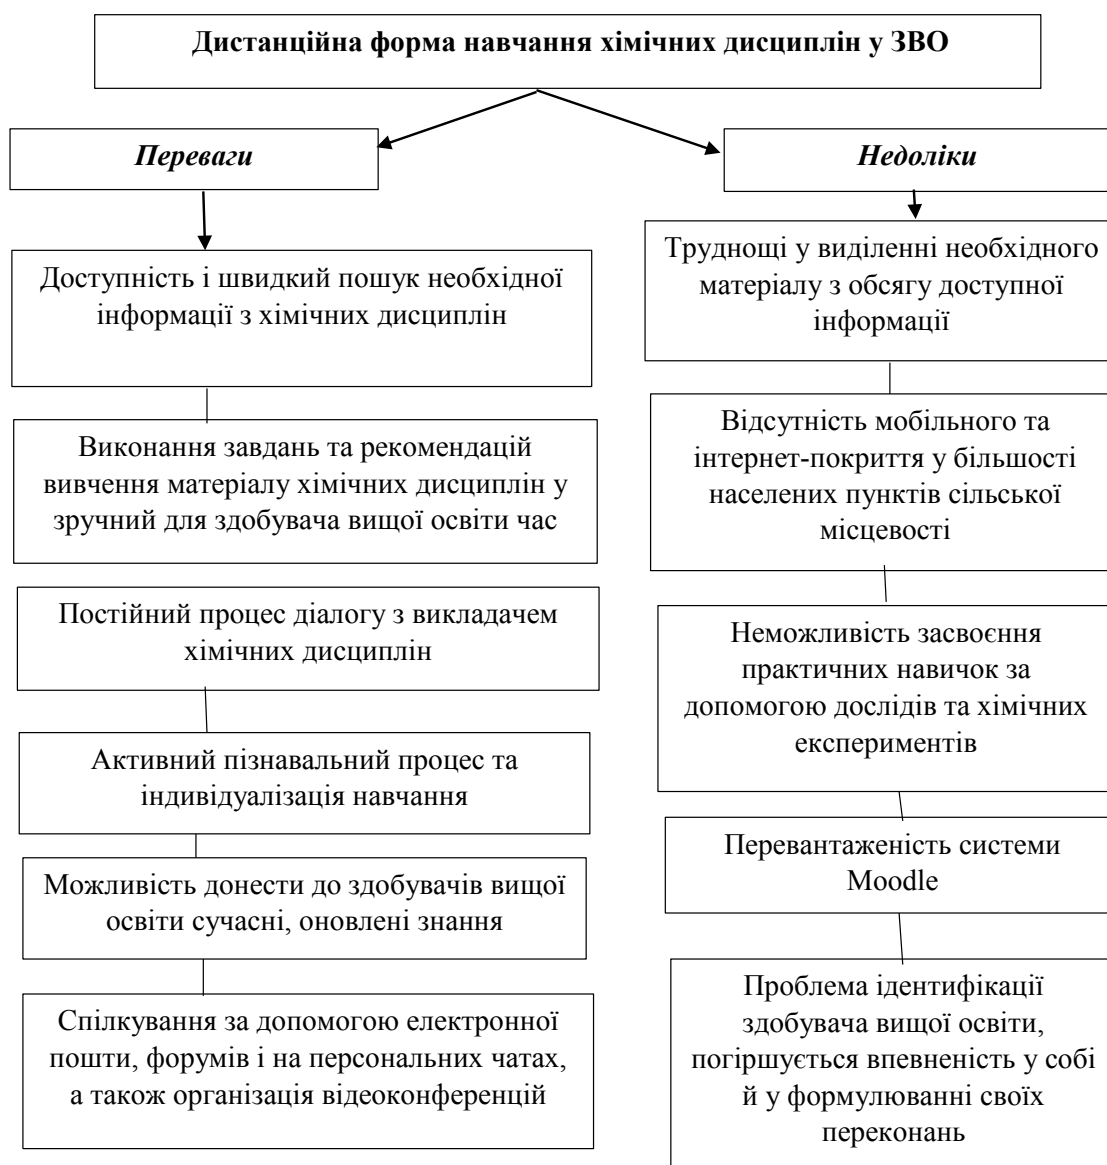 Дистанційна форма навчання хімічних дисциплін у ЗВО
Переваги
Доступність і швидкий пошук необхідної
інформації з хімічних дисциплін
Виконання завдань та рекомендацій
вивчення матеріалу хімічних дисциплін у
зручний для здобувача вищої освіти час
Постійний процес діалогу з викладачем
хімічних дисциплін
Активний пізнавальний процес та
індивідуалізація навчання
Можливість донести до здобувачів вищої
освіти сучасні, оновлені знання
Спілкування за допомогою електронної
пошти, форумів і на персональних чатах,
а також організація відеоконференцій
Недоліки
Труднощі у виділенні необхідного
матеріалу з обсягу доступної
інформації
Відсутність мобільного та
інтернет-покриття у більшості
населених пунктів сільської
місцевості
Неможливість засвоєння
практичних навичок за
допомогою дослідів та хімічних
експериментів
Перевантаженість системи
Moodle
Проблема ідентифікації
здобувача вищої освіти,
погіршується впевненість у собі
й у формулюванні своїх
переконань